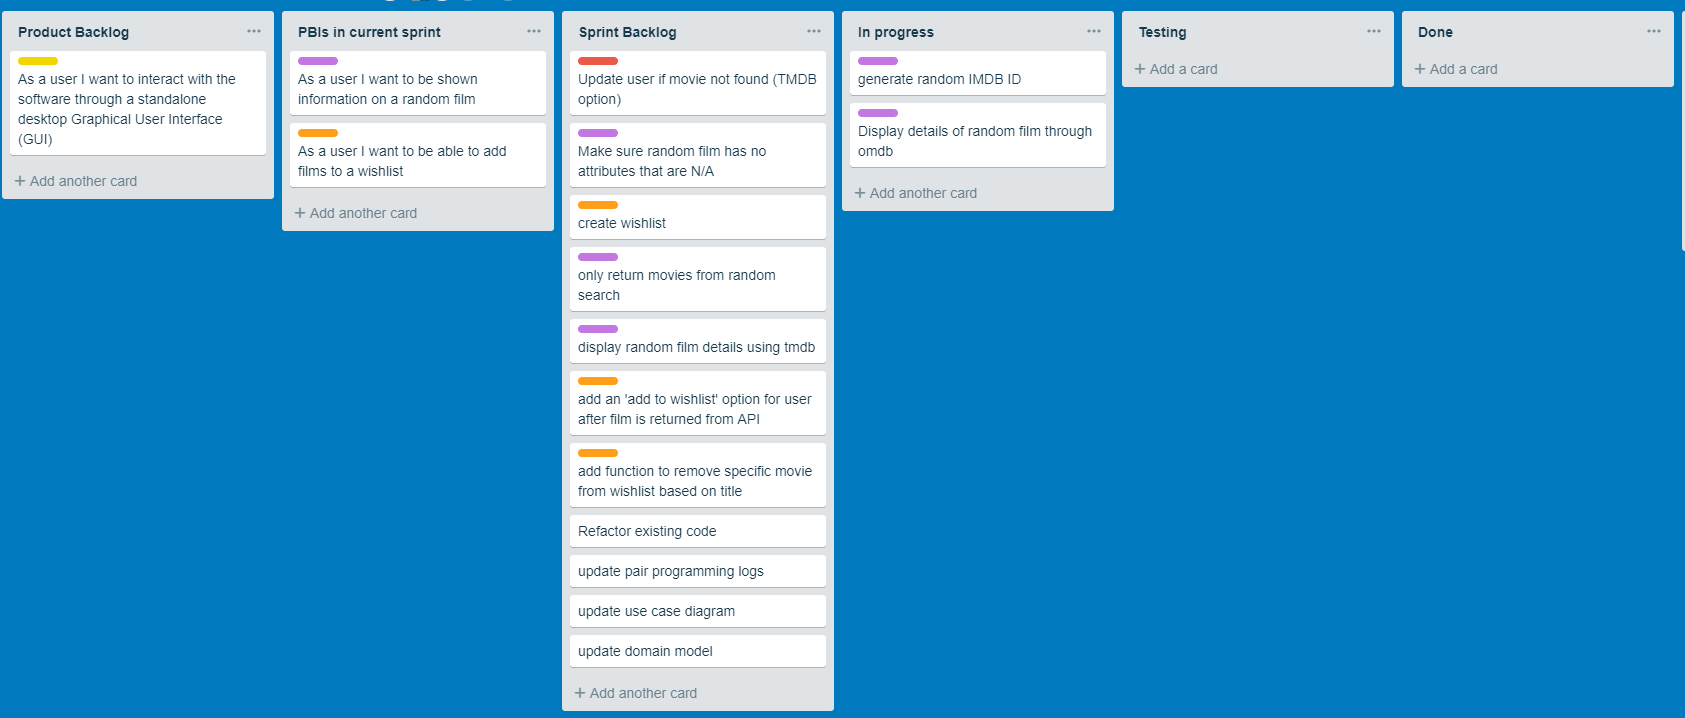 Product Backlog
As a user I want to interact with the
software through a standalone
desktop Graphical User Interface
(GUI)
+ Add another card
PBIs in current sprint
As a user I want to be shown
information on a random film
As a user I want to be able to add
films to a wishlist
+ Add another card
Sprint Backlog
Update user if movie not found (TMDB
option)
Make sure random film has no
attributes that are N/A
create wishlist
only return movies from random
search
display random film details using tmdb
add an 'add to wishlist' option for user
after film is returned from API
add function to remove specific movie
from wishlist based on title
Refactor existing code
update pair programming logs
update use case diagram
update domain model
+ Add another card
In progress
generate random IMDB ID
Display details of random film through
omdb
+ Add another card
Testing
+ Add a card
Done
+ Add a card